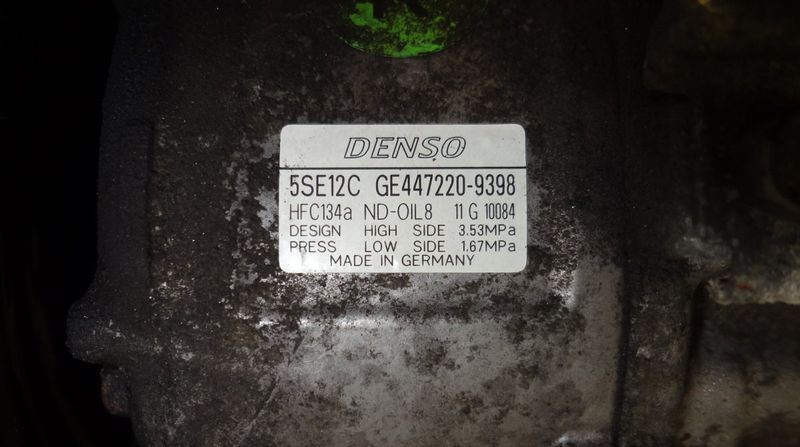 DENSO
5SE12C GE447220-9398
HFC134a ND-OIL8 11 G 10084
DESIGN HIGH SIDE 3.53MPa
PRESS LOW SIDE 1.67MPa
MADE IN GERMANY